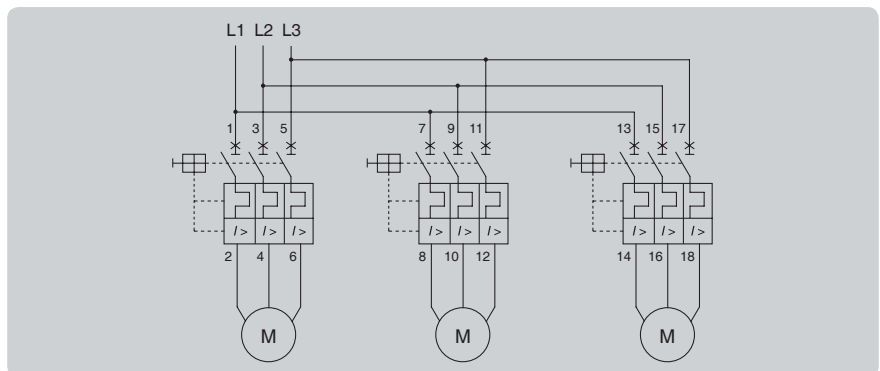 L1 L2 L3
1 3 5 7 9 11 13 15 17
I> I> I> I> I> I> I> I> I>
2 4 6 8 10 12 14 16 18
M M M